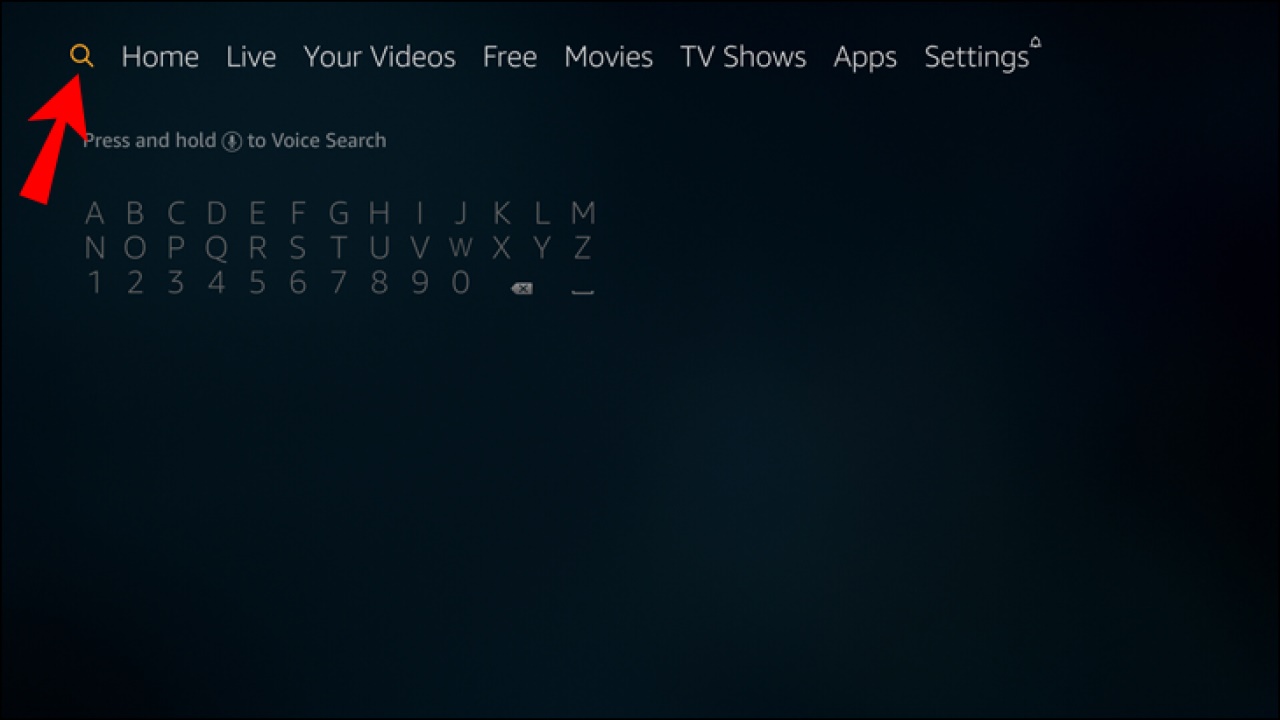 Home Live Your Videos Free Movies TV Shows Apps Settings
Press and hold to Voice Search
A B C D E F G H I J K L M
N O P Q R S T U V W X Y Z
1 2 3 4 5 6 7 8 9 0